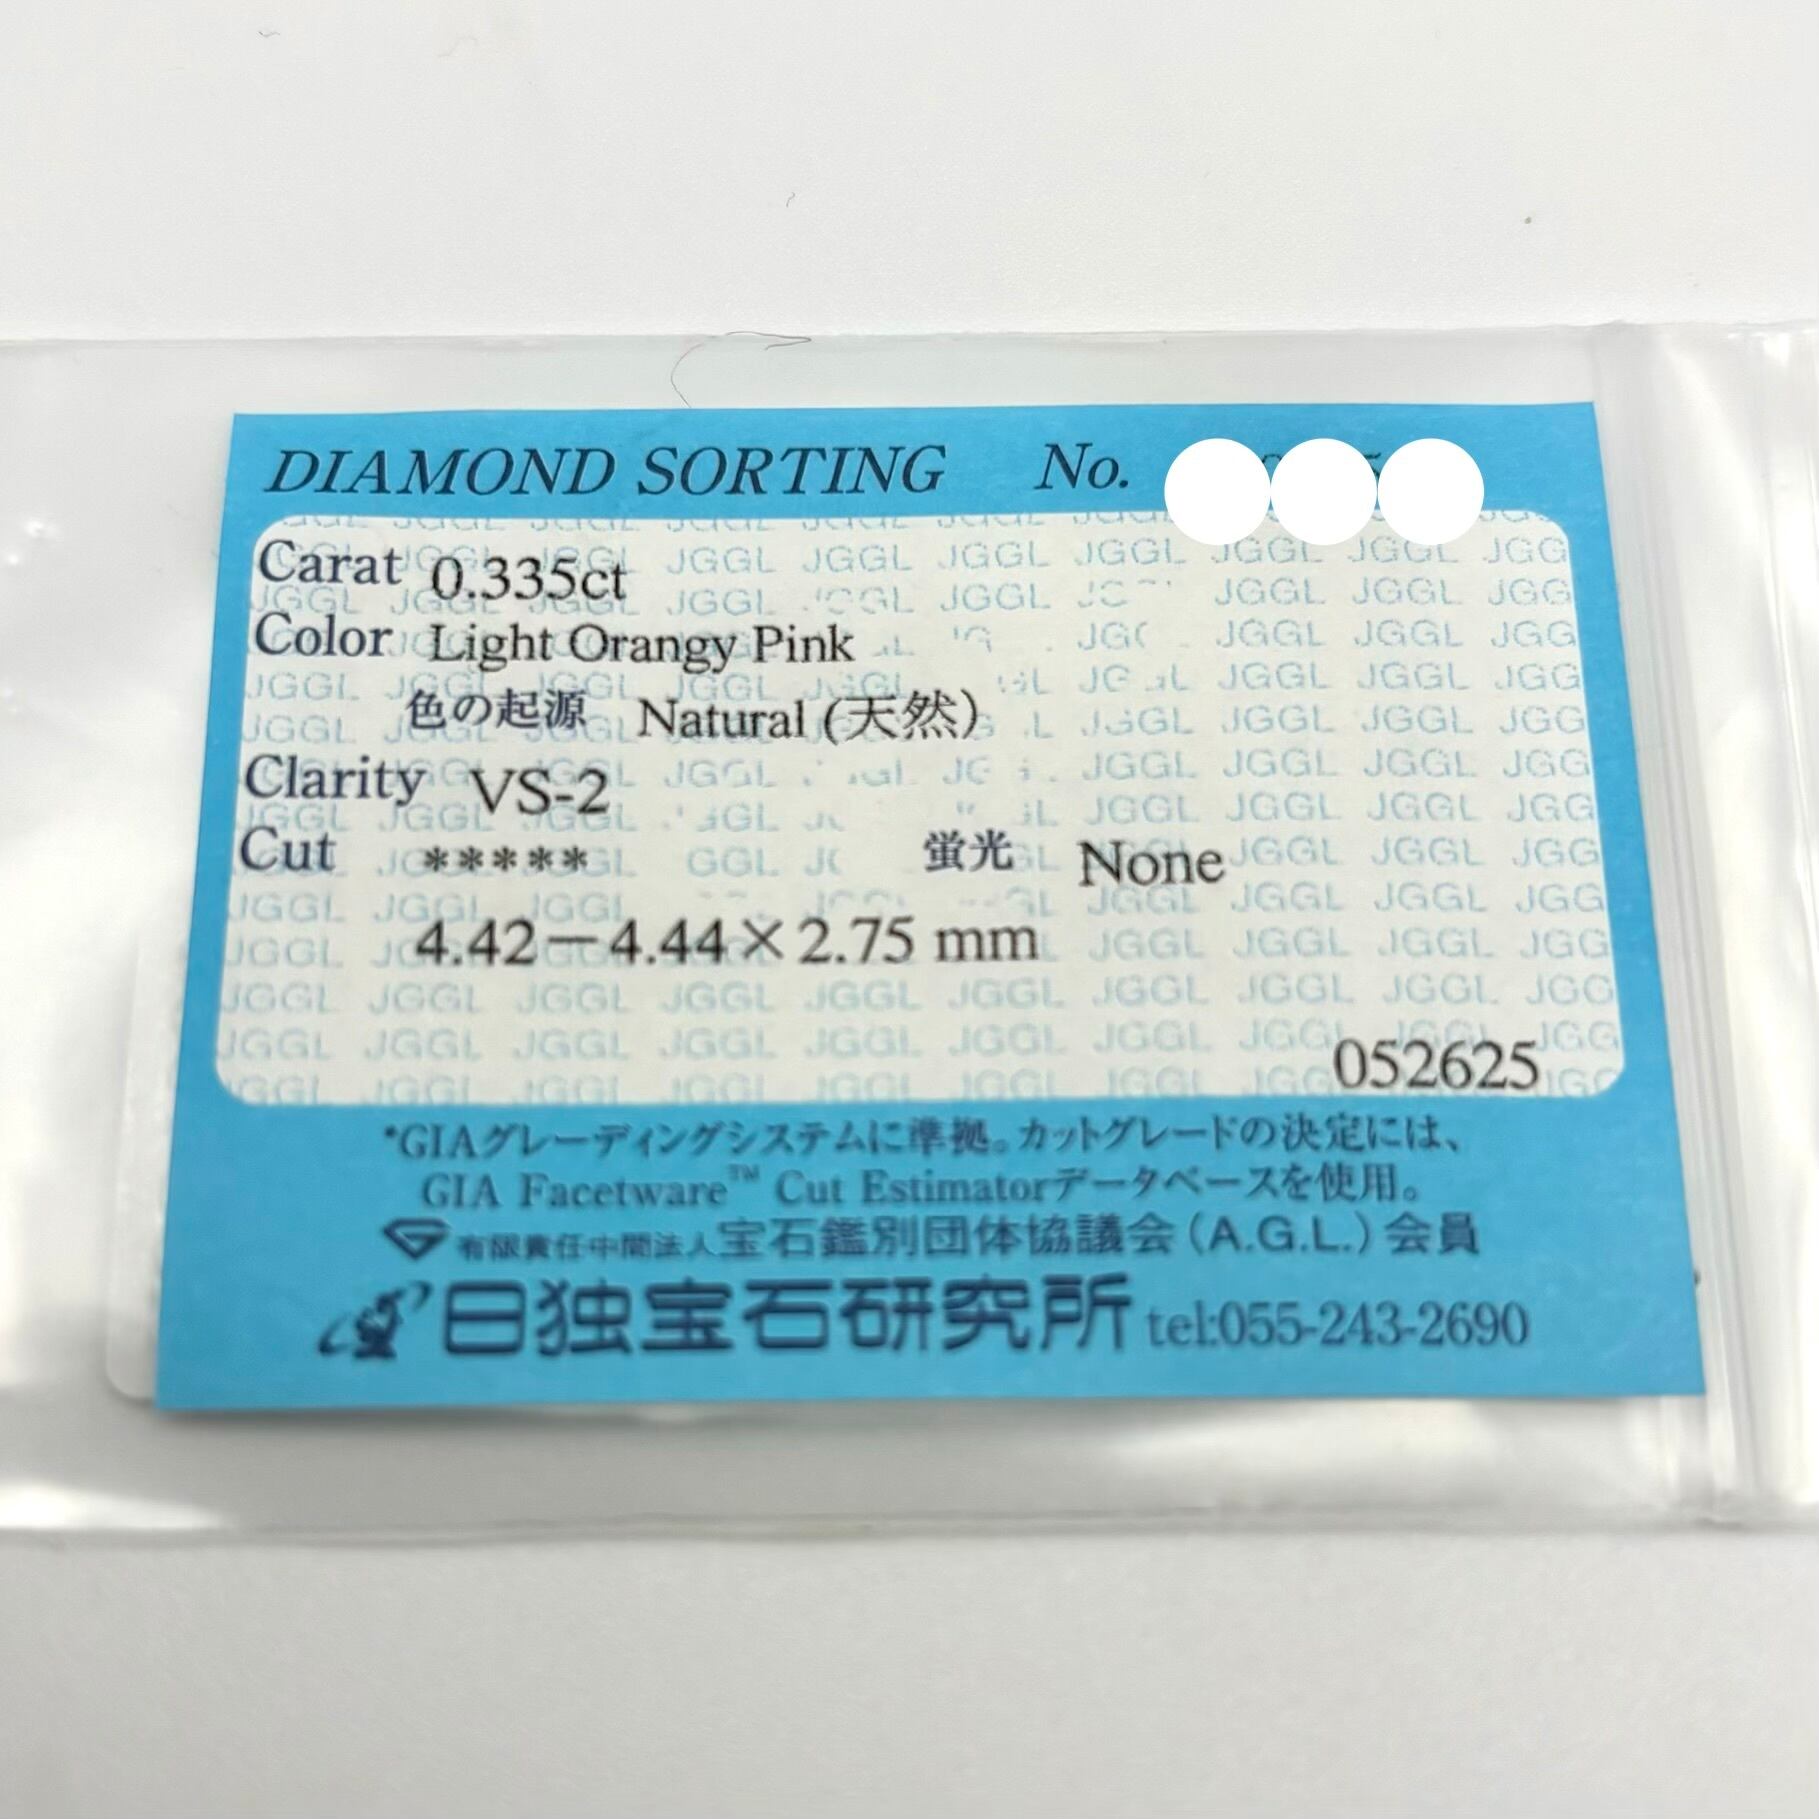 DIAMOND SORTING No.
Carat 0.335ct
Color Light Orangy Pink
色の起源 Natural (天然)
Clarity VS-2
Cut ***** 蛍光 None
4.42－4.44×2.75 mm
052625
*GIAグレーディングシステムに準拠。カットグレードの決定には、
GIA Facetware™ Cut Estimatorデータベースを使用。
有限責任中間法人宝石鑑別団体協議会(A.G.L.)会員
日独宝石研究所 tel:055-243-2690